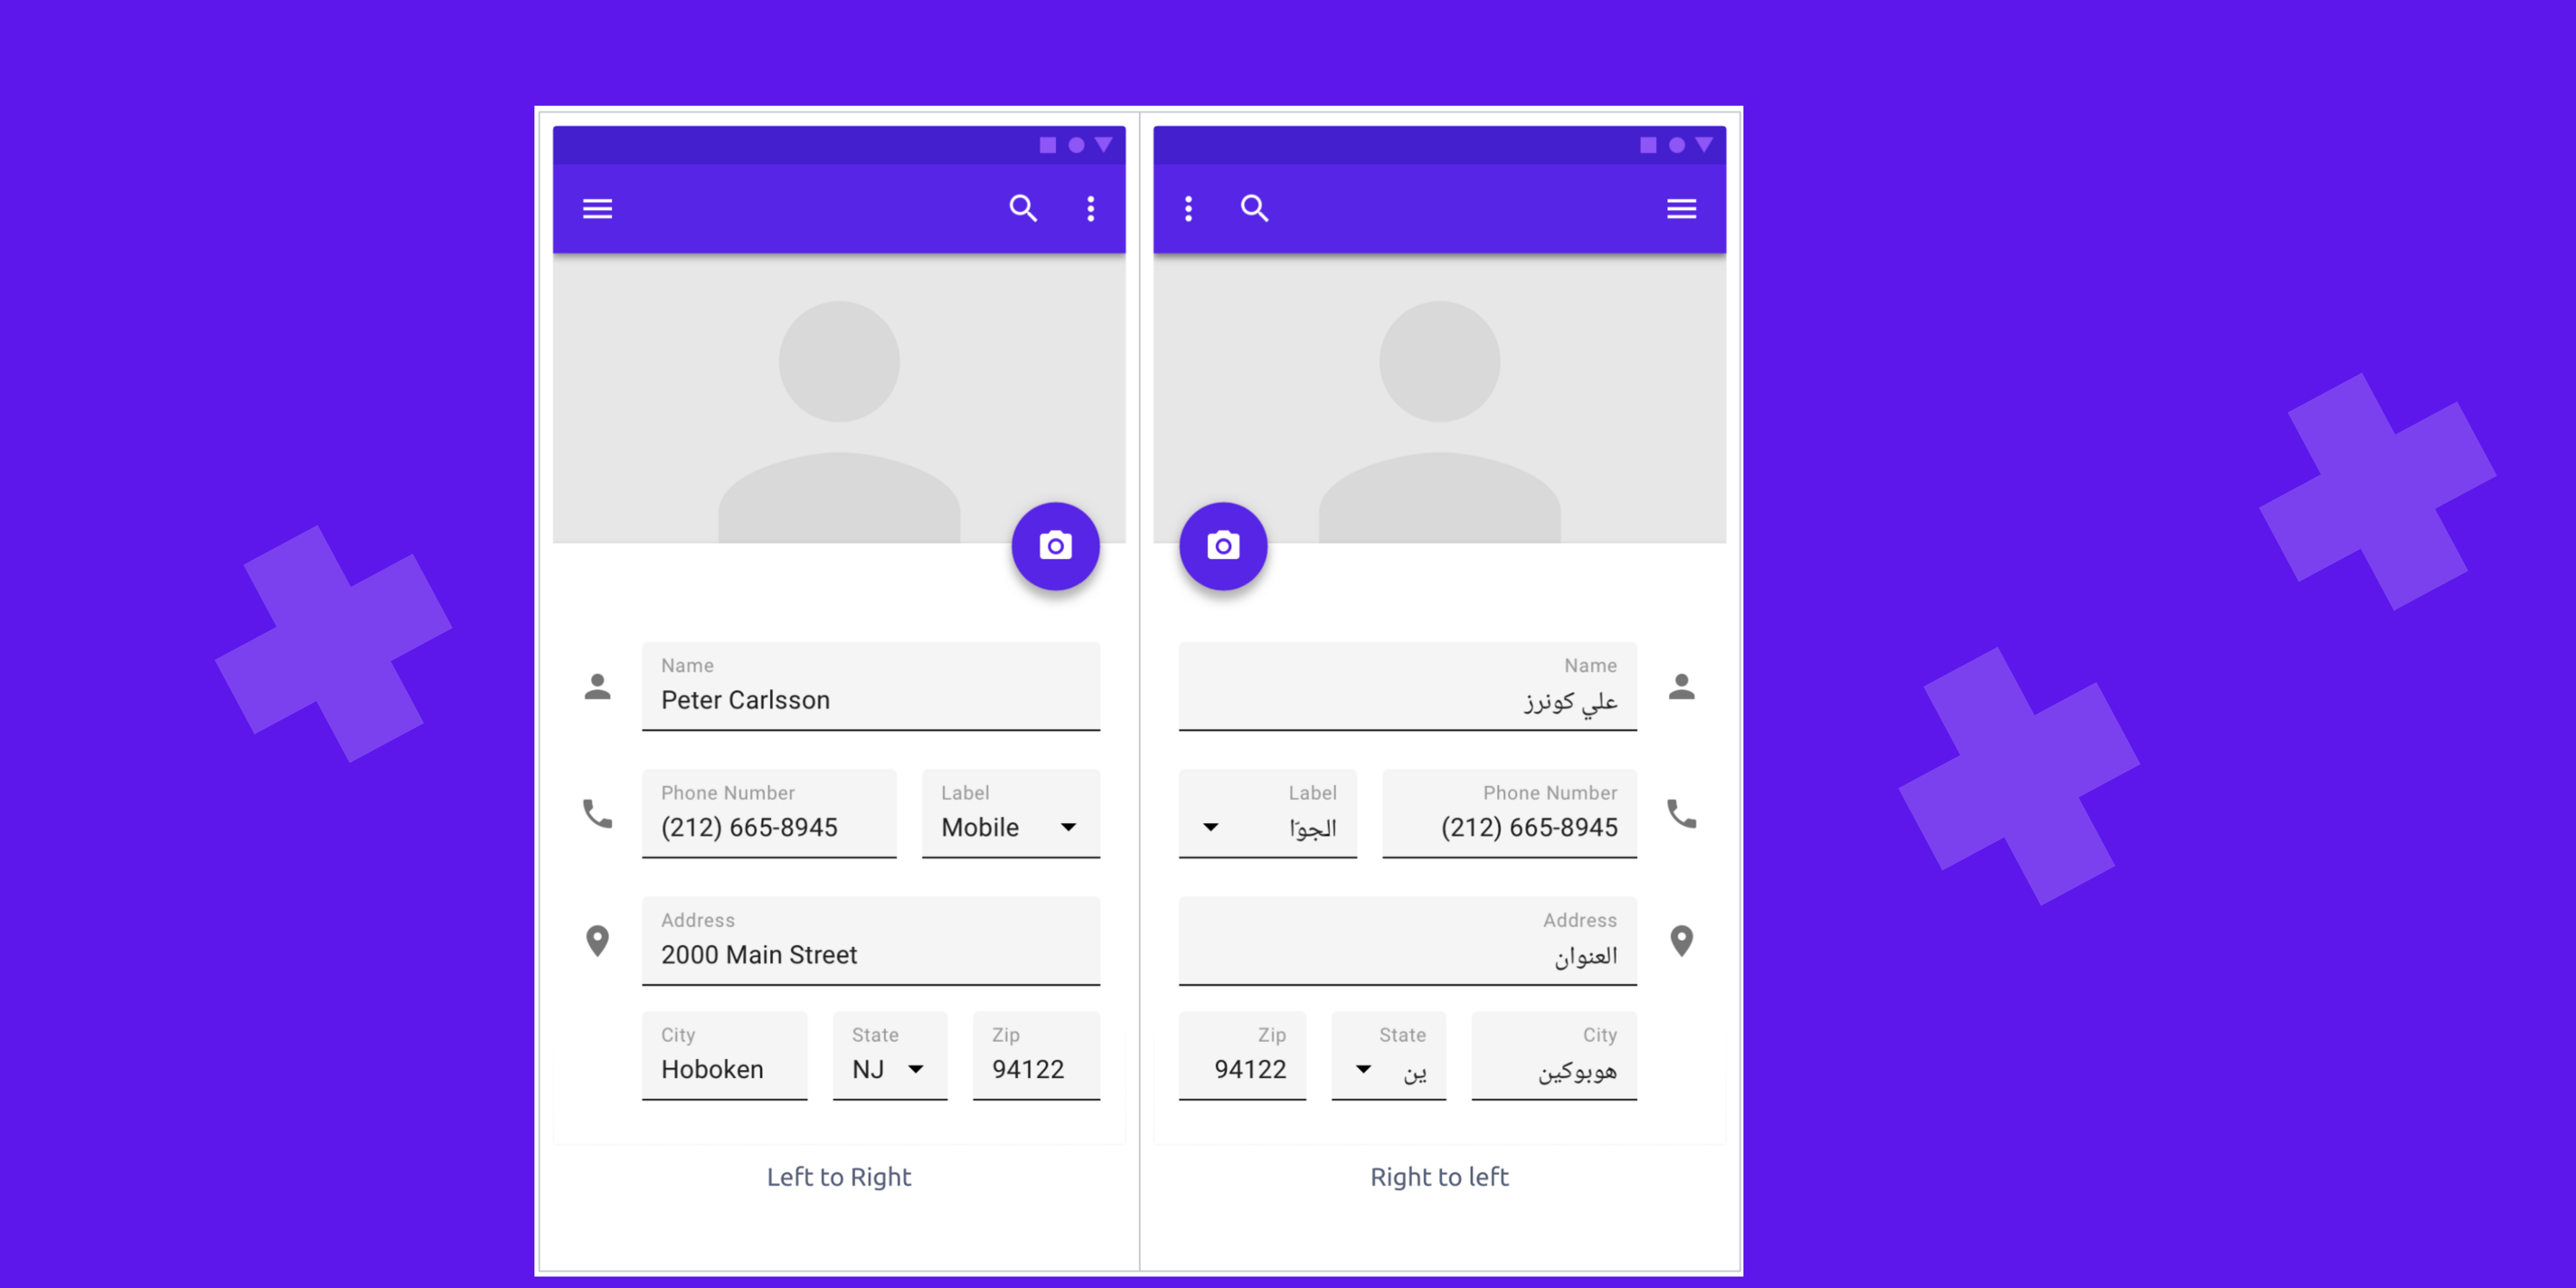 Name
Peter Carlsson
Phone Number
(212) 665-8945
Label
Mobile
Address
2000 Main Street
City
Hoboken
State
NJ
Zip
94122
Left to Right
Name
علي كونرز
Phone Number
(212) 665-8945
Label
الجوّا
Address
العنوان
City
هوبوكين
State
ين
Zip
94122
Right to left